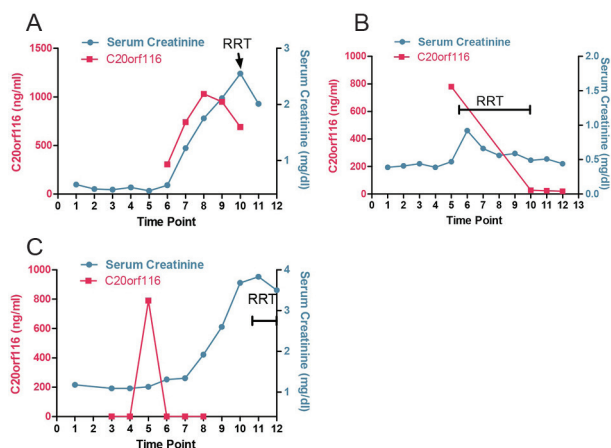 A
Serum Creatinine
C20orf116
RRT
C20orf116 (ng/ml)
1500
1000
500
0
3
2
1
Serum Creatinine (mg/dl)
0 1 2 3 4 5 6 7 8 9 10 11 12
Time Point
B
Serum Creatinine
C20orf116
RRT
C20orf116 (ng/ml)
1000
800
600
400
200
0
2.0
1.5
1.0
0.5
0.0
Serum Creatinine (mg/dl)
0 1 2 3 4 5 6 7 8 9 10 11 12 13
Time Point
C
Serum Creatinine
C20orf116
RRT
C20orf116 (ng/ml)
1000
800
600
400
200
0
4
3
2
1
Serum Creatinine (mg/dl)
0 1 2 3 4 5 6 7 8 9 10 11 12
Time Point